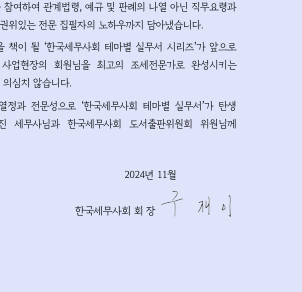 참여하여 관계법령, 예규 및 판례의 나열 아닌 직무요령과
권위있는 전문 집필자의 노하우까지 담아냈습니다.
을 책이 될 ‘한국세무사회 테마별 실무서 시리즈’가 앞으로
사업현장의 회원님을 최고의 조세전문가로 완성시키는
의심치 않습니다.
열정과 전문성으로 ‘한국세무사회 테마별 실무서’가 탄생
진 세무사님과 한국세무사회 도서출판위원회 위원님께
2024년 11월
한국세무사회 회 장 구 재 이